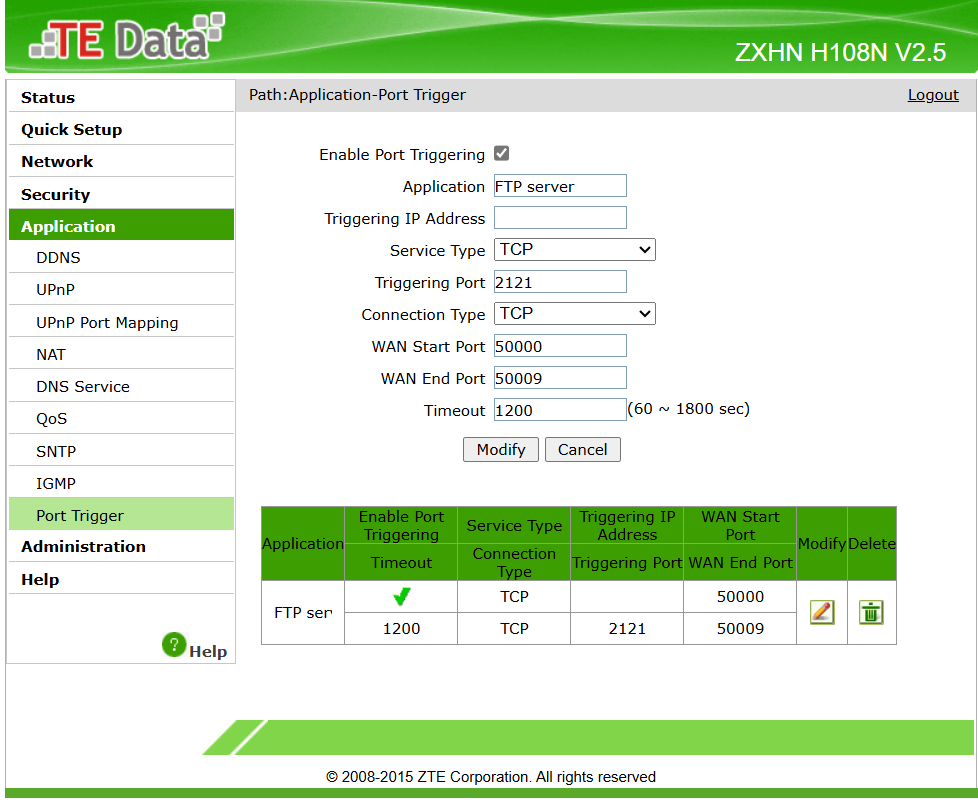 TE Data
ZXHN H108N V2.5
Status
Quick Setup
Network
Security
Application
DDNS
UPnP
UPnP Port Mapping
NAT
DNS Service
QoS
SNTP
IGMP
Port Trigger
Administration
Help
? Help
Path:Application-Port Trigger Logout
Enable Port Triggering
Application FTP server
Triggering IP Address
Service Type TCP
Triggering Port 2121
Connection Type TCP
WAN Start Port 50000
WAN End Port 50009
Timeout 1200 (60 ~ 1800 sec)
Modify Cancel
Application
Enable Port Triggering
Service Type
Triggering IP Address
WAN Start Port
Modify
Delete
Timeout
Connection Type
Triggering Port
WAN End Port
FTP ser
TCP 50000
1200 TCP 2121 50009
© 2008-2015 ZTE Corporation. All rights reserved